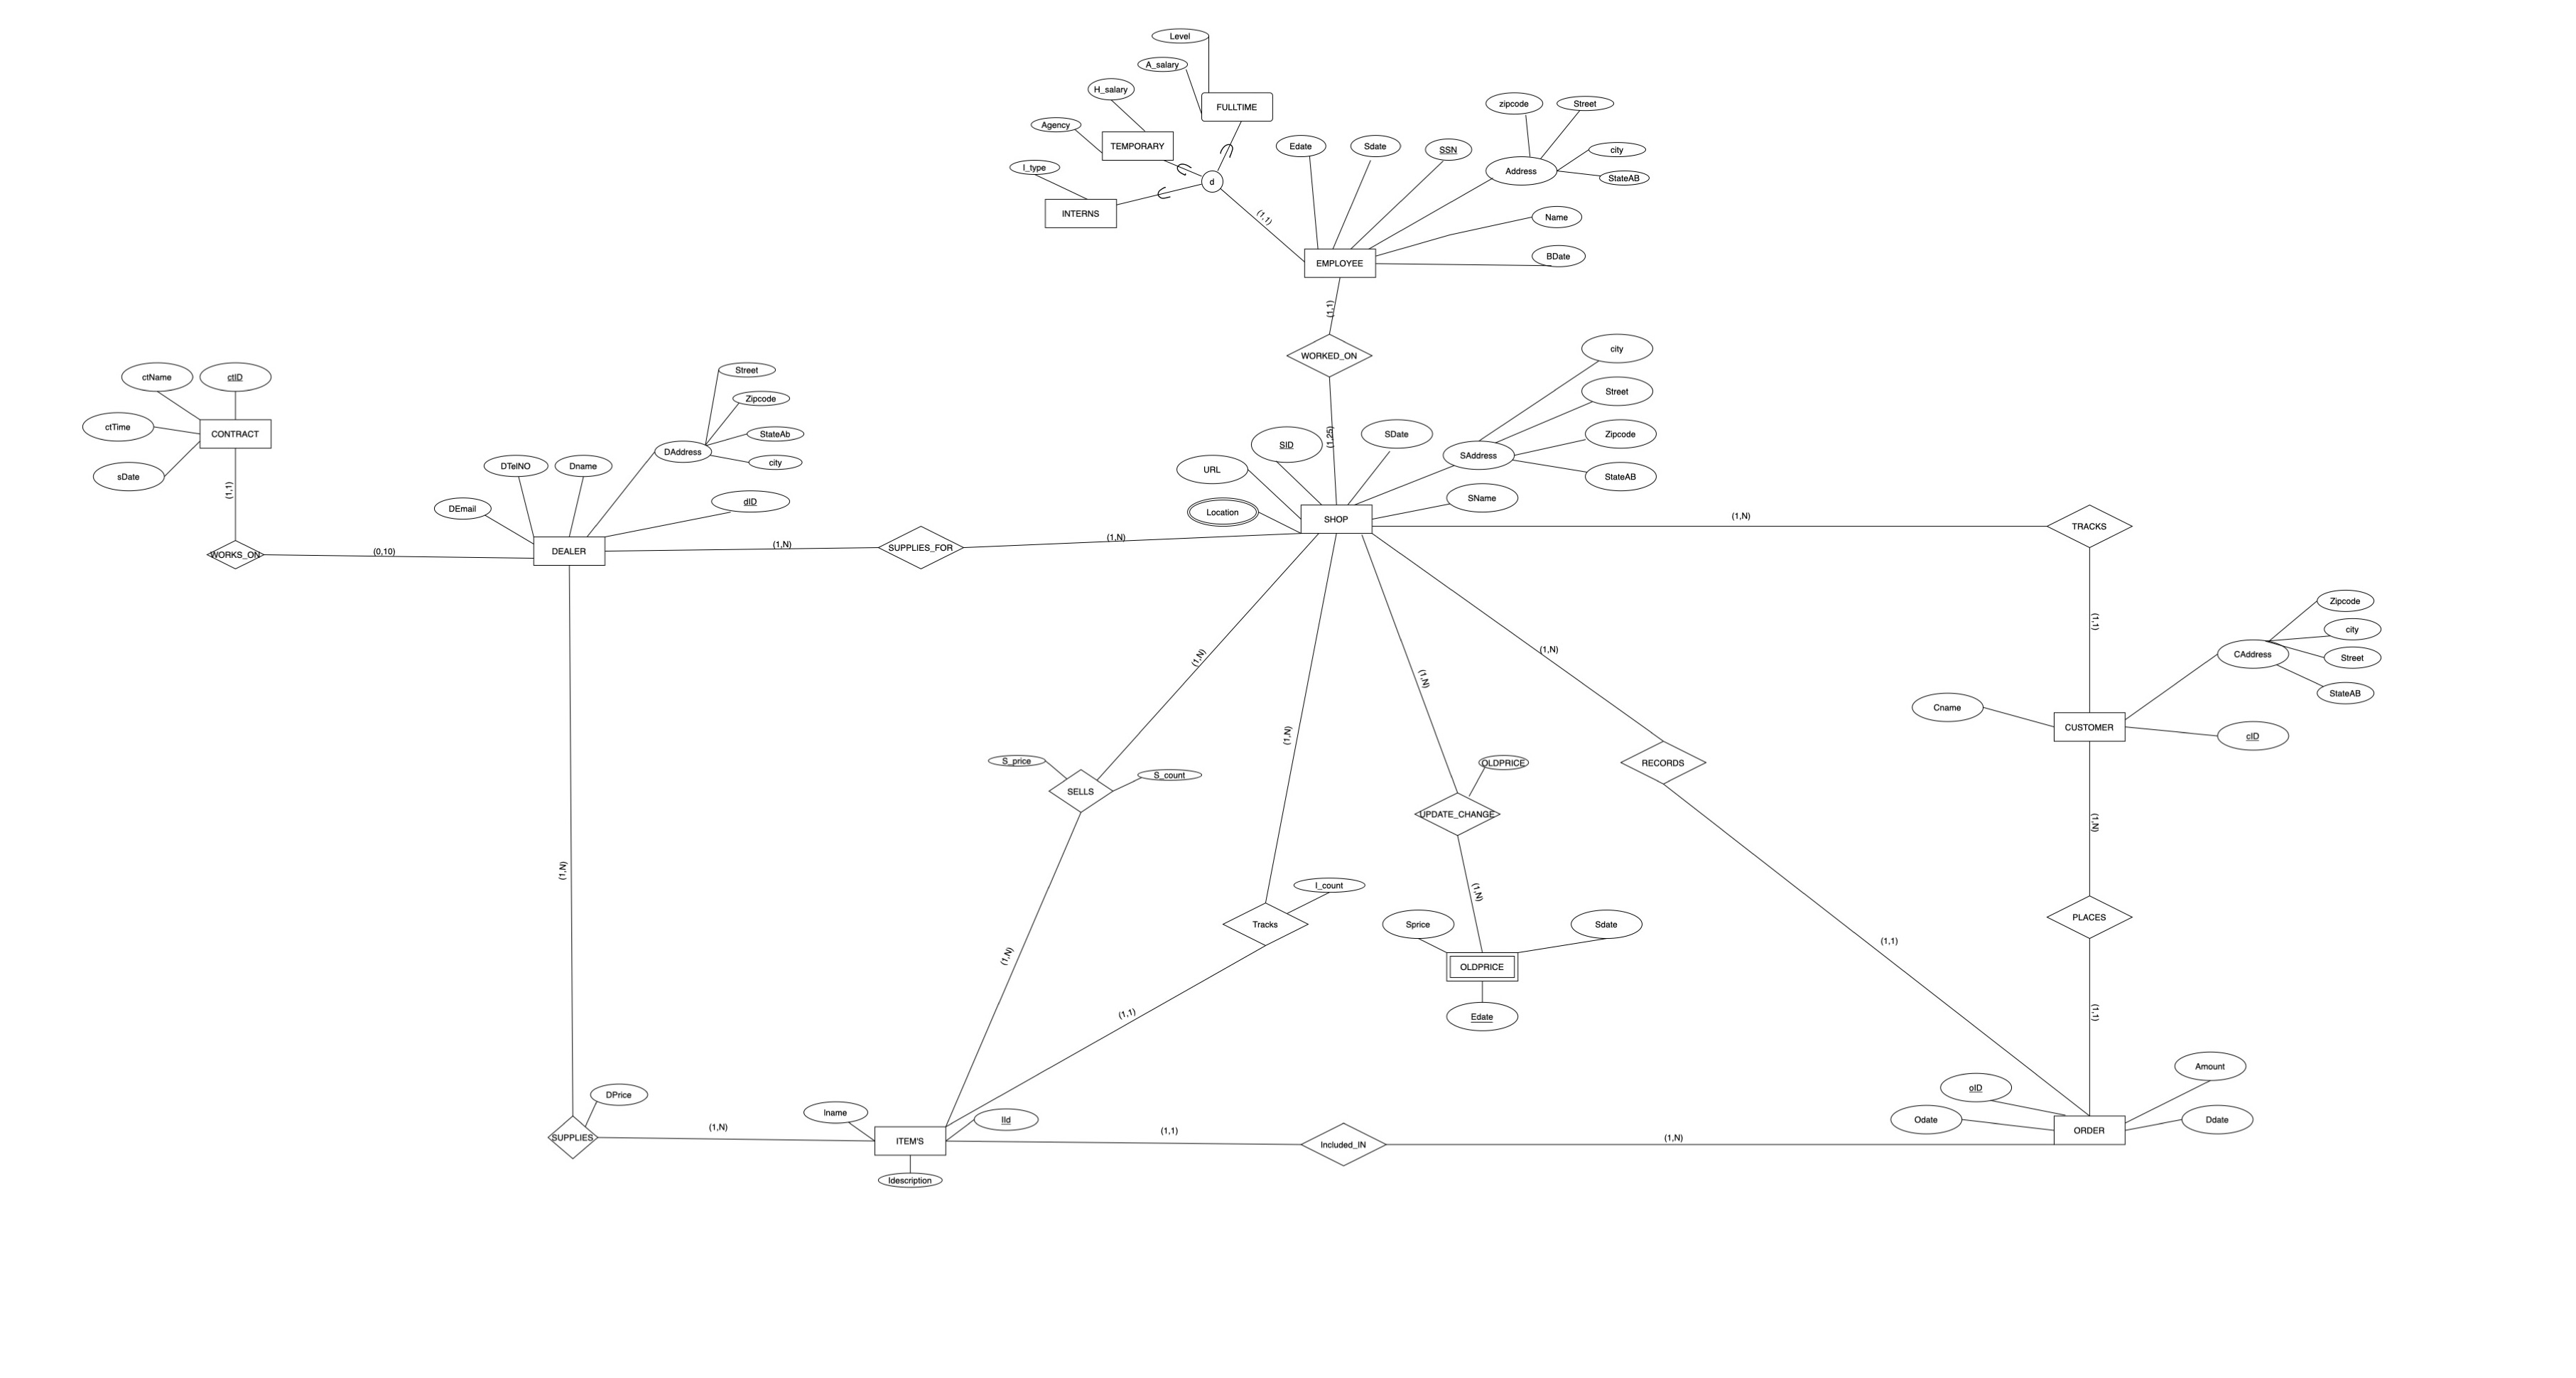 Level
A_salary
H_salary
FULLTIME
zipcode
Street
Agency
TEMPORARY
Edate
Sdate
SSN
city
I_type
Address
StateAB
d
INTERNS
(1,1)
Name
EMPLOYEE
BDate
(1,1)
WORKED_ON
city
Street
ctName
ctID
Zipcode
Street
ctTime
CONTRACT
StateAb
(1,25)
SID
SDate
Zipcode
DAddress
SAddress
city
DTelNO
Dname
URL
sDate
StateAB
(1,1)
dID
SName
DEmail
Location
SHOP
(1,N)
TRACKS
WORKS_ON
(0,10)
DEALER
(1,N)
SUPPLIES_FOR
(1,N)
Zipcode
(1,1)
city
(1,N)
(1,N)
(1,N)
CAddress
Street
StateAB
Cname
CUSTOMER
cID
(1,N)
S_price
S_count
OLDPRICE
RECORDS
SELLS
UPDATE_CHANGE
(1,N)
(1,N)
I_count
(1,N)
PLACES
Tracks
Sprice
Sdate
(1,N)
(1,1)
OLDPRICE
(1,1)
Edate
(1,1)
Amount
oID
DPrice
Iname
IId
Odate
Ddate
(1,N)
SUPPLIES
ITEM'S
(1,1)
Included_IN
(1,N)
ORDER
Idescription